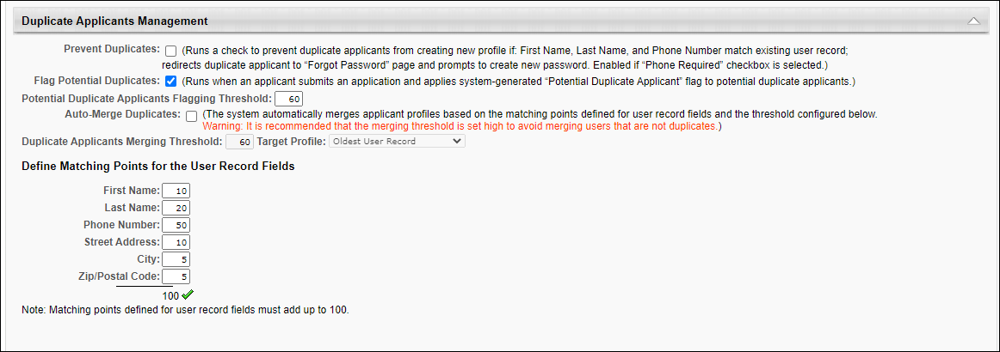 Duplicate Applicants Management
Prevent Duplicates: (Runs a check to prevent duplicate applicants from creating new profile if: First Name, Last Name, and Phone Number match existing user record;
redirects duplicate applicant to “Forgot Password” page and prompts to create new password. Enabled if “Phone Required” checkbox is selected.)
Flag Potential Duplicates: (Runs when an applicant submits an application and applies system-generated “Potential Duplicate Applicant” flag to potential duplicate applicants.)
Potential Duplicate Applicants Flagging Threshold: 60
Auto-Merge Duplicates: (The system automatically merges applicant profiles based on the matching points defined for user record fields and the threshold configured below.
Warning: It is recommended that the merging threshold is set high to avoid merging users that are not duplicates.)
Duplicate Applicants Merging Threshold: 60 Target Profile: Oldest User Record
Define Matching Points for the User Record Fields
First Name: 10
Last Name: 20
Phone Number: 50
Street Address: 10
City: 5
Zip/Postal Code: 5
100
Note: Matching points defined for user record fields must add up to 100.